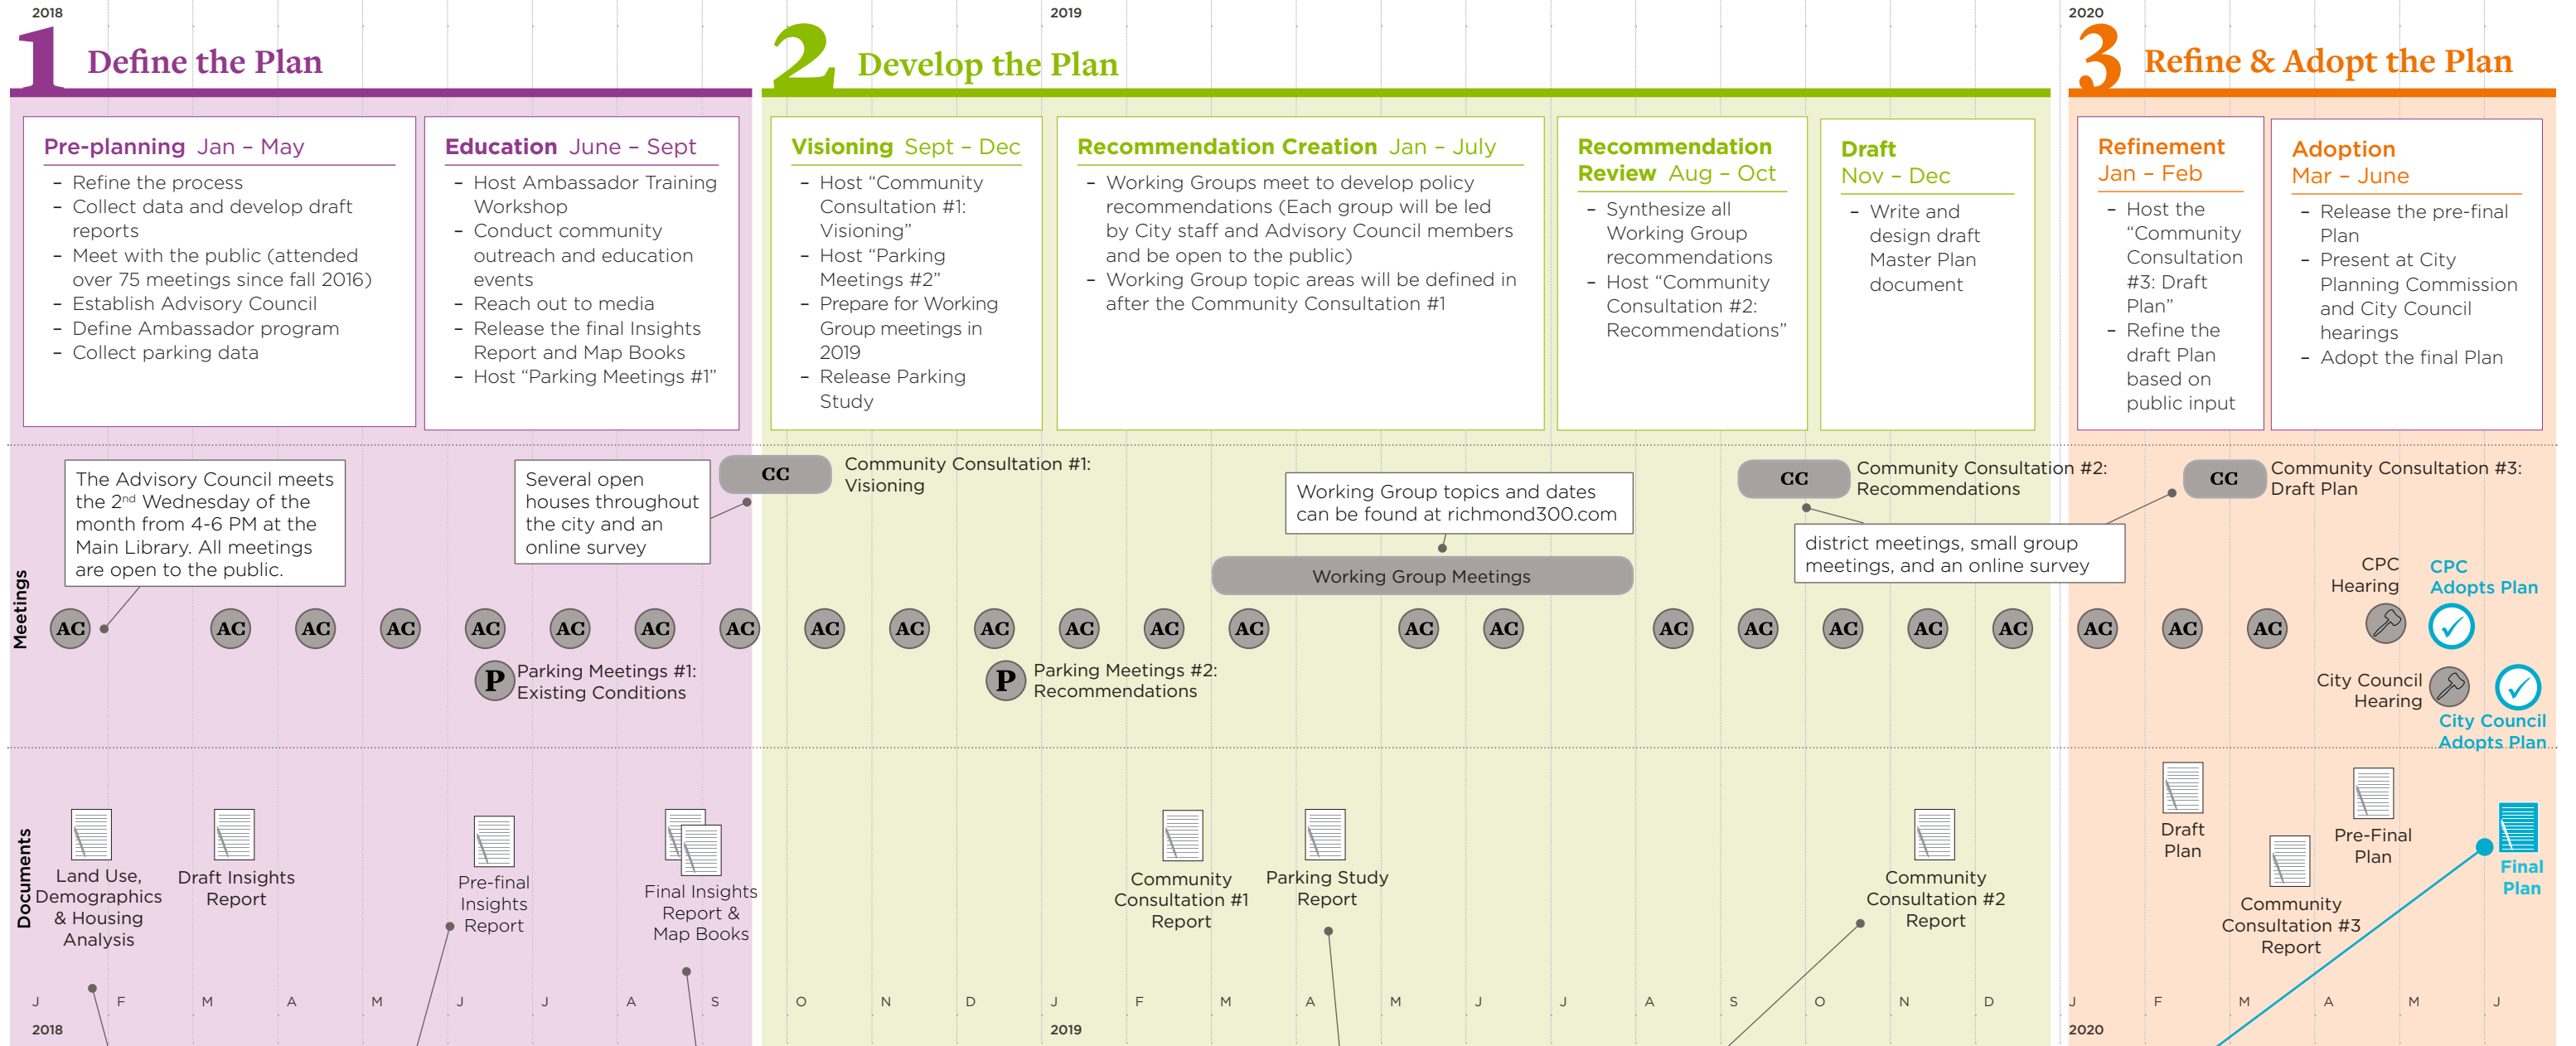 2018
2019
2020
1 Define the Plan
2 Develop the Plan
3 Refine & Adopt the Plan
Pre-planning Jan – May
– Refine the process
– Collect data and develop draft
reports
– Meet with the public (attended
over 75 meetings since fall 2016)
– Establish Advisory Council
– Define Ambassador program
– Collect parking data
Education June – Sept
– Host Ambassador Training
Workshop
– Conduct community
outreach and education
events
– Reach out to media
– Release the final Insights
Report and Map Books
– Host “Parking Meetings #1”
Visioning Sept – Dec
– Host “Community
Consultation #1:
Visioning”
– Host “Parking
Meetings #2”
– Prepare for Working
Group meetings in
2019
– Release Parking
Study
Recommendation Creation Jan – July
– Working Groups meet to develop policy
recommendations (Each group will be led
by City staff and Advisory Council members
and be open to the public)
– Working Group topic areas will be defined in
after the Community Consultation #1
Recommendation
Review Aug – Oct
– Synthesize all
Working Group
recommendations
– Host “Community
Consultation #2:
Recommendations”
Draft
Nov – Dec
– Write and
design draft
Master Plan
document
Refinement
Jan – Feb
– Host the
“Community
Consultation
#3: Draft
Plan”
– Refine the
draft Plan
based on
public input
Adoption
Mar – June
– Release the pre-final
Plan
– Present at City
Planning Commission
and City Council
hearings
– Adopt the final Plan
Meetings
The Advisory Council meets
the 2nd Wednesday of the
month from 4-6 PM at the
Main Library. All meetings
are open to the public.
Several open
houses throughout
the city and an
online survey
CC
Community Consultation #1:
Visioning
Working Group topics and dates
can be found at richmond300.com
Working Group Meetings
CC
Community Consultation #2:
Recommendations
CC
Community Consultation #3:
Draft Plan
district meetings, small group
meetings, and an online survey
CPC
Hearing
CPC
Adopts Plan
AC AC AC AC AC AC AC AC AC AC AC AC AC AC AC AC AC AC AC AC AC AC AC AC
P
Parking Meetings #1:
Existing Conditions
P
Parking Meetings #2:
Recommendations
City Council
Hearing
City Council
Adopts Plan
Documents
Land Use,
Demographics
& Housing
Analysis
Draft Insights
Report
Pre-final
Insights
Report
Final Insights
Report &
Map Books
Community
Consultation #1
Report
Parking Study
Report
Community
Consultation #2
Report
Draft
Plan
Community
Consultation #3
Report
Pre-Final
Plan
Final
Plan
J F M A M J J A S O N D J F M A M J J A S O N D J F M A M J
2018
2019
2020